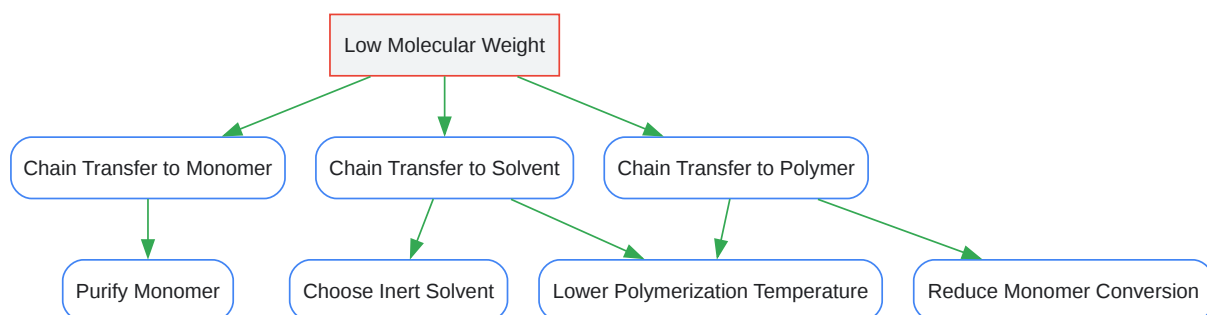 Low Molecular Weight
Chain Transfer to Monomer
Chain Transfer to Solvent
Chain Transfer to Polymer
Purify Monomer
Choose Inert Solvent
Lower Polymerization Temperature
Reduce Monomer Conversion